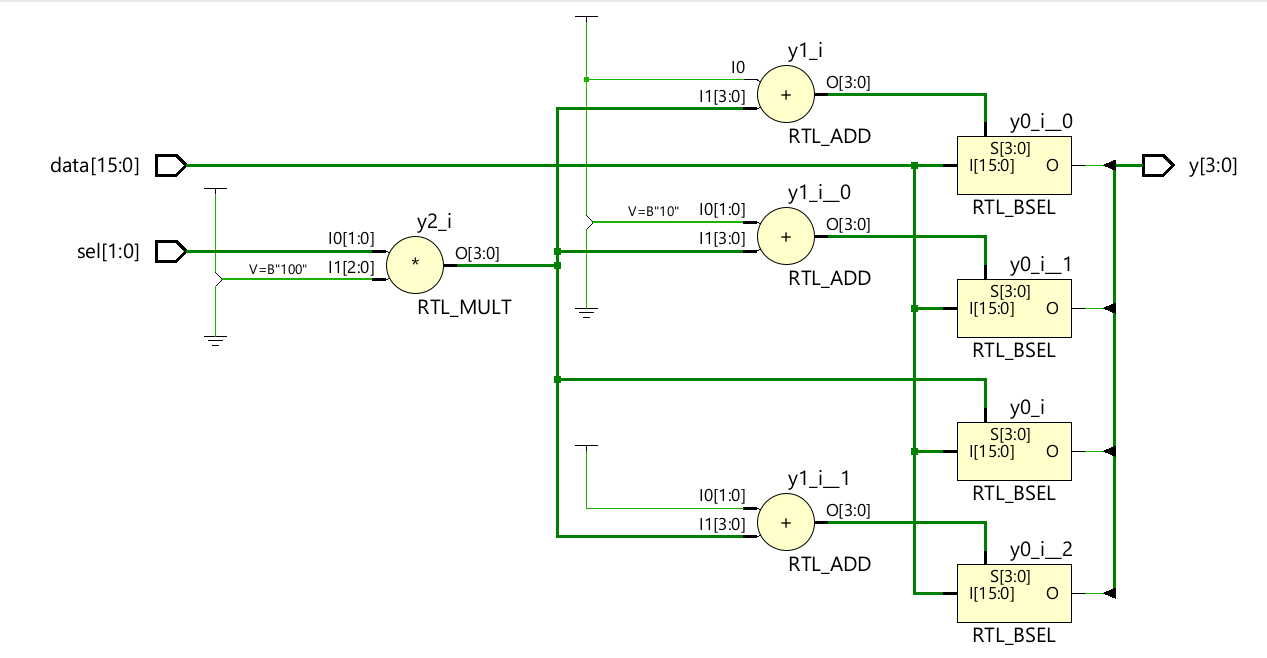 y1_i
I0
O[3:0]
I1[3:0]
+
RTL_ADD
y0_i__0
S[3:0]
data[15:0]
I[15:0]
O
y[3:0]
RTL_BSEL
y1_i__0
V=B"10"
I0[1:0]
O[3:0]
I1[3:0]
+
RTL_ADD
y2_i
sel[1:0]
I0[1:0]
O[3:0]
V=B"100"
I1[2:0]
*
RTL_MULT
y0_i__1
S[3:0]
I[15:0]
O
RTL_BSEL
y0_i
S[3:0]
I[15:0]
O
RTL_BSEL
y1_i__1
I0[1:0]
O[3:0]
I1[3:0]
+
RTL_ADD
y0_i__2
S[3:0]
I[15:0]
O
RTL_BSEL